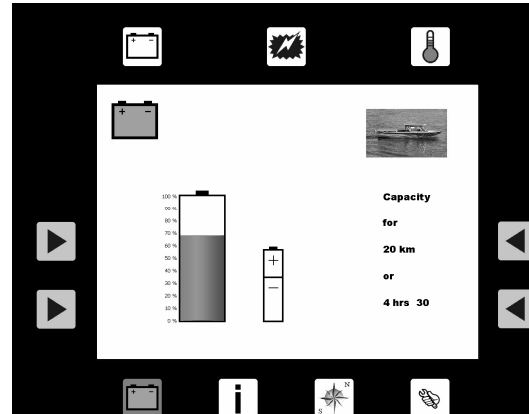 + −
+ −
100 %
90 %
80 %
70 %
60 %
50 %
40 %
30 %
20 %
10 %
0 %
+
−
Capacity
for
20 km
or
4 hrs 30
+ −
i
N
S